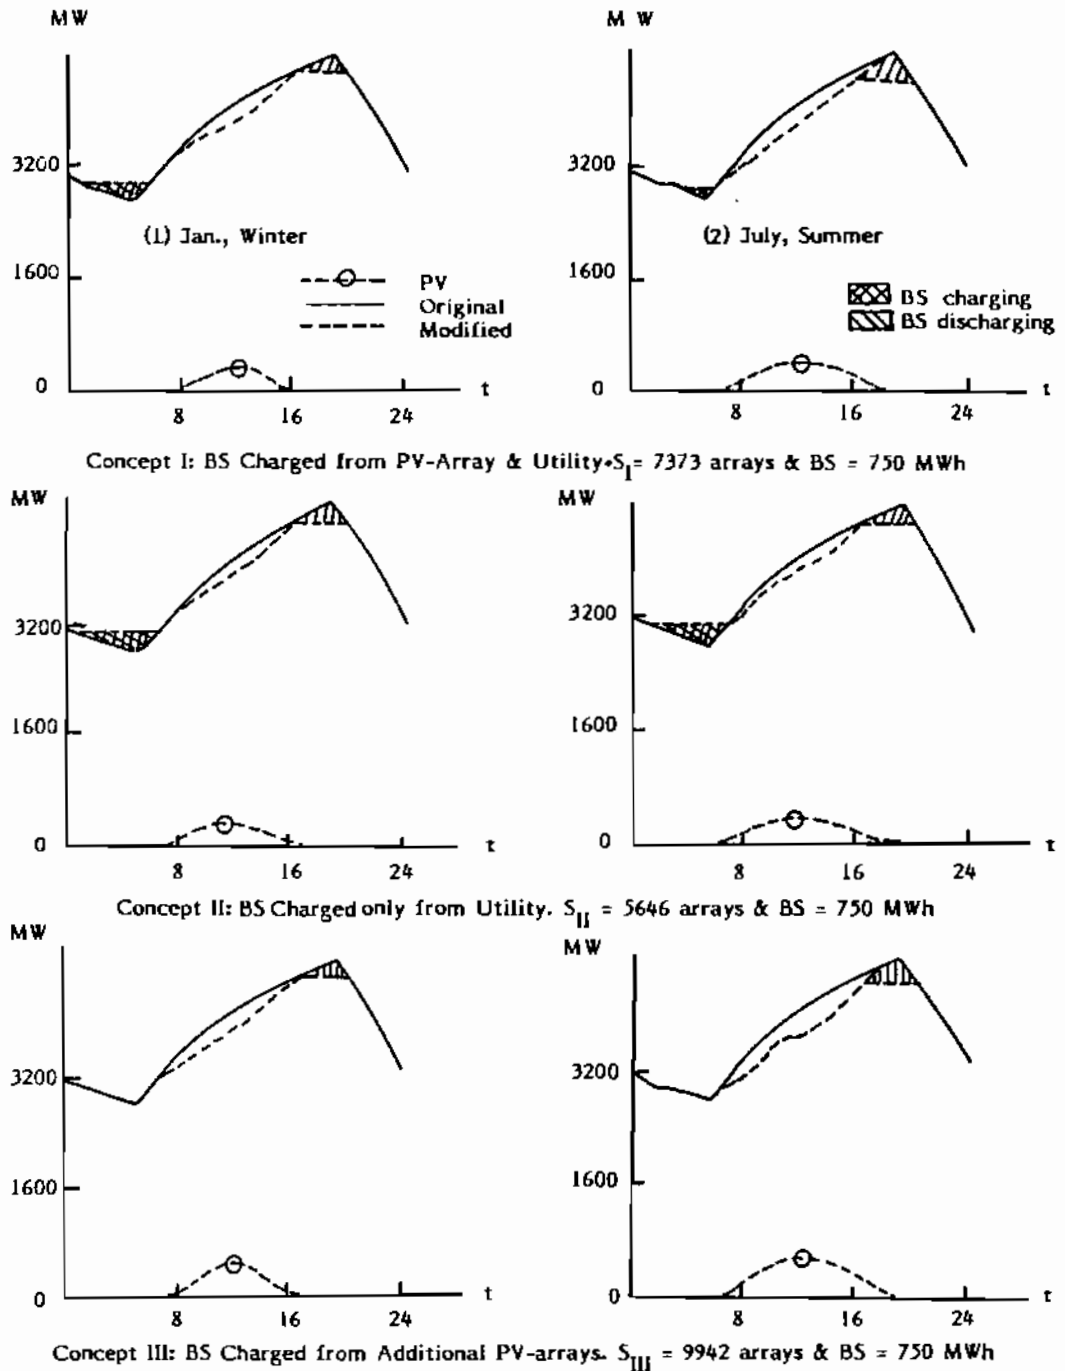 MW
M W
3200
3200
(1) Jan., Winter
(2) July, Summer
1600
1600
PV
Original
Modified
BS charging
BS discharging
0
8
16
24
t
0
8
16
24
t
Concept I: BS Charged from PV-Array & Utility. S_I = 7373 arrays & BS = 750 MWh
MW
MW
3200
3200
1600
1600
0
8
16
24
t
0
8
16
24
t
Concept II: BS Charged only from Utility. S_II = 5646 arrays & BS = 750 MWh
MW
MW
3200
3200
1600
1600
0
8
16
24
t
0
8
16
24
t
Concept III: BS Charged from Additional PV-arrays. S_III = 9942 arrays & BS = 750 MWh